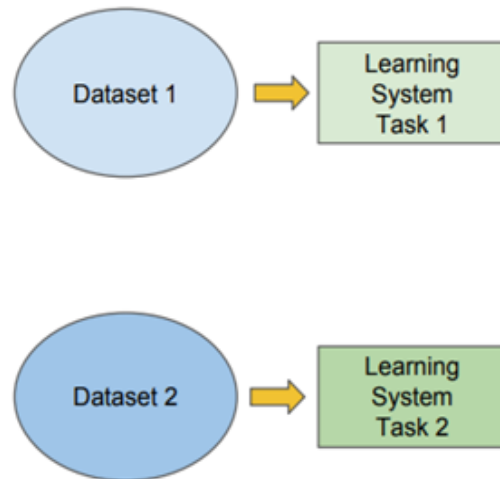 Dataset 1
Learning
System
Task 1
Dataset 2
Learning
System
Task 2